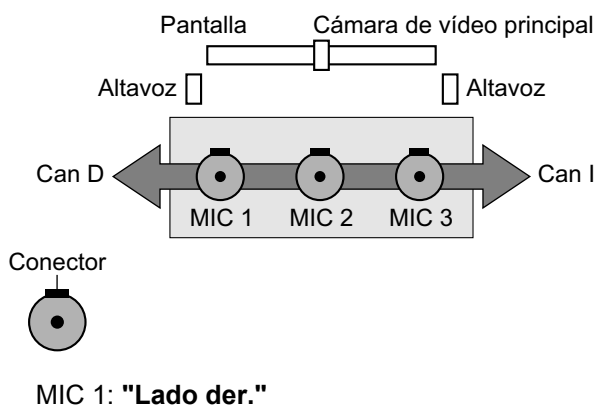 Pantalla Cámara de vídeo principal
Altavoz Altavoz
Can D Can I
MIC 1 MIC 2 MIC 3
Conector
MIC 1: "Lado der."